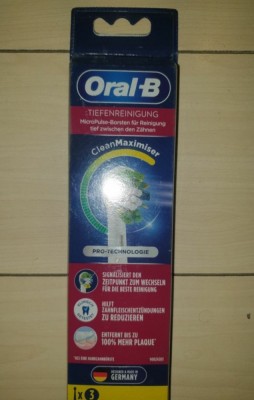 Oral-B
TIEFENREINIGUNG
MicroPulse-Borsten für Reinigung
tief zwischen den Zähnen
CleanMaximiser
PRO-TECHNOLOGIE
SIGNALISIERT DEN
ZEITPUNKT ZUM WECHSELN
FÜR DIE BESTE REINIGUNG
HILFT
ZAHNFLEISCHENTZÜNDUNGEN
ZU REDUZIEREN
ENTFERNT BIS ZU
100% MEHR PLAQUE
GERMANY
x 3